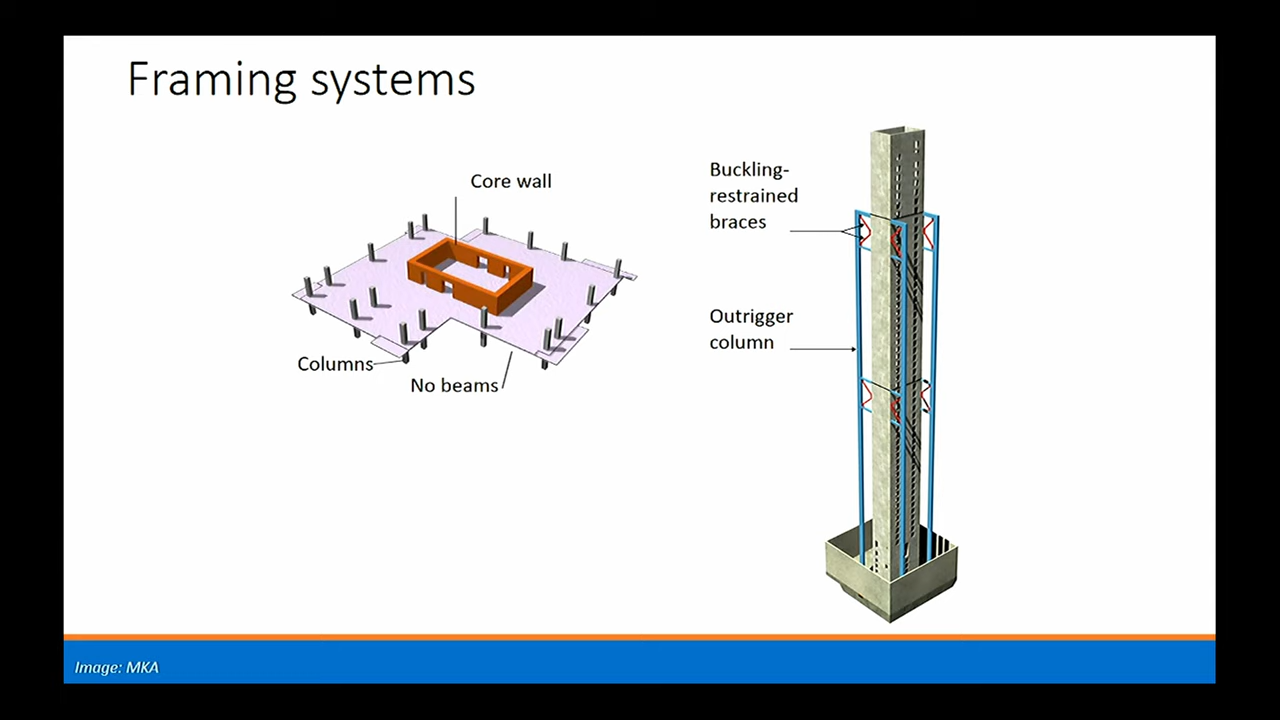 Framing systems
Core wall
Columns
No beams
Buckling-
restrained
braces
Outrigger
column
Image: MKA